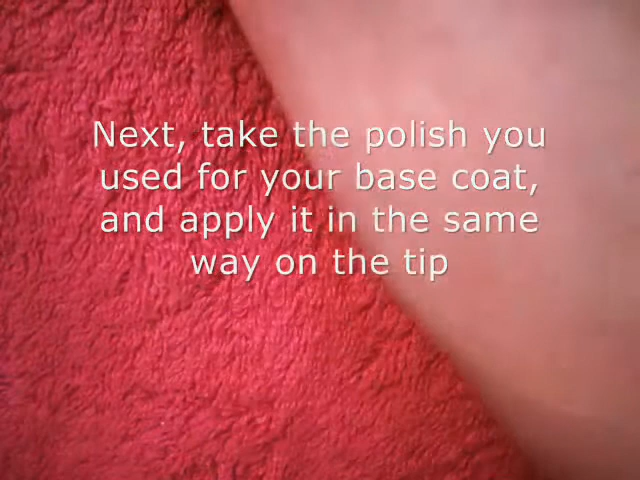 Next, take the polish you
used for your base coat,
and apply it in the same
way on the tip